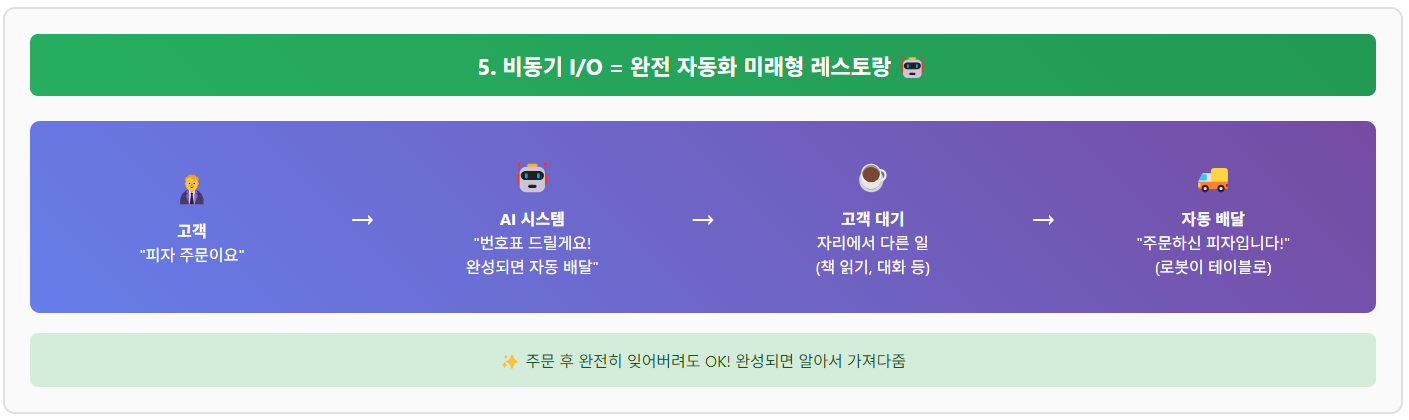 5. 비동기 I/O = 완전 자동화 미래형 레스토랑
고객
"피자 주문이요"
→
AI 시스템
"번호표 드릴게요!
완성되면 자동 배달"
→
고객 대기
자리에서 다른 일
(책 읽기, 대화 등)
→
자동 배달
"주문하신 피자입니다!"
(로봇이 테이블로)
✨ 주문 후 완전히 잊어버려도 OK! 완성되면 알아서 가져다줌